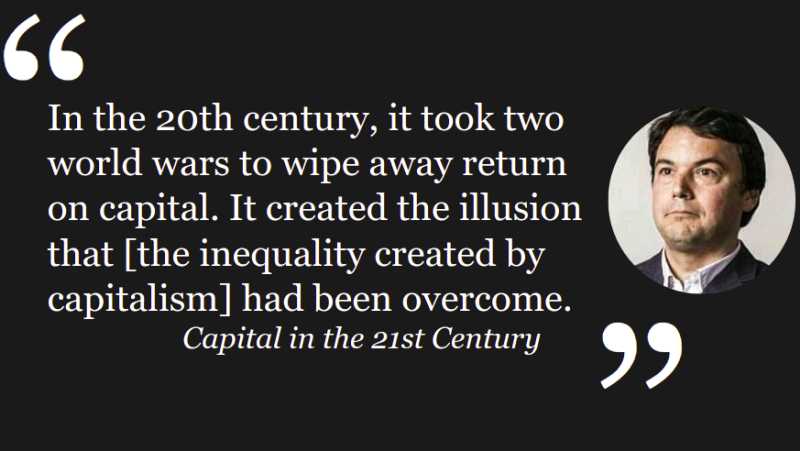 “
In the 20th century, it took two
world wars to wipe away return
on capital. It created the illusion
that [the inequality created by
capitalism] had been overcome.
Capital in the 21st Century
”